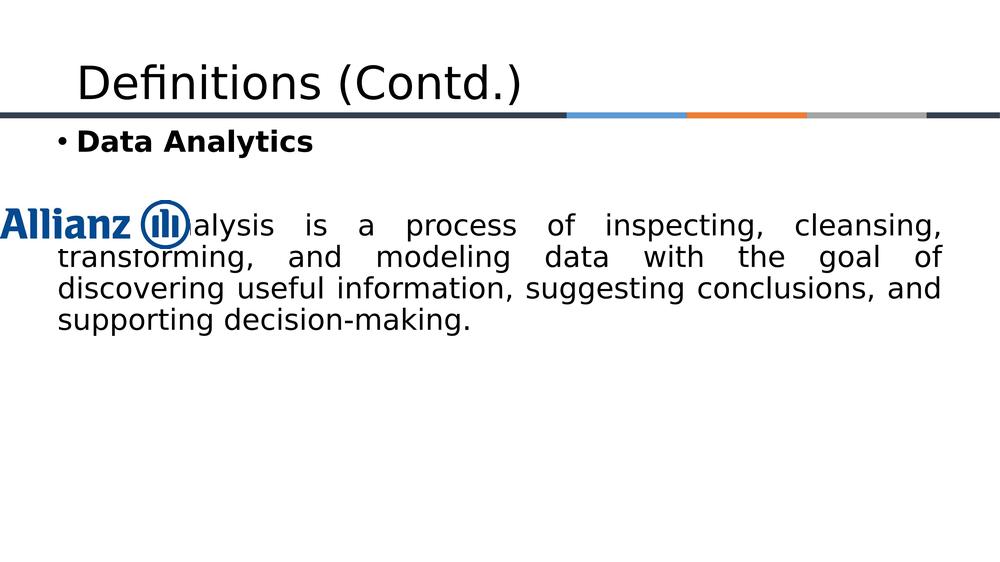 Definitions (Contd.)
• Data Analytics
Allianz alysis is a process of inspecting, cleansing,
transforming, and modeling data with the goal of
discovering useful information, suggesting conclusions, and
supporting decision-making.